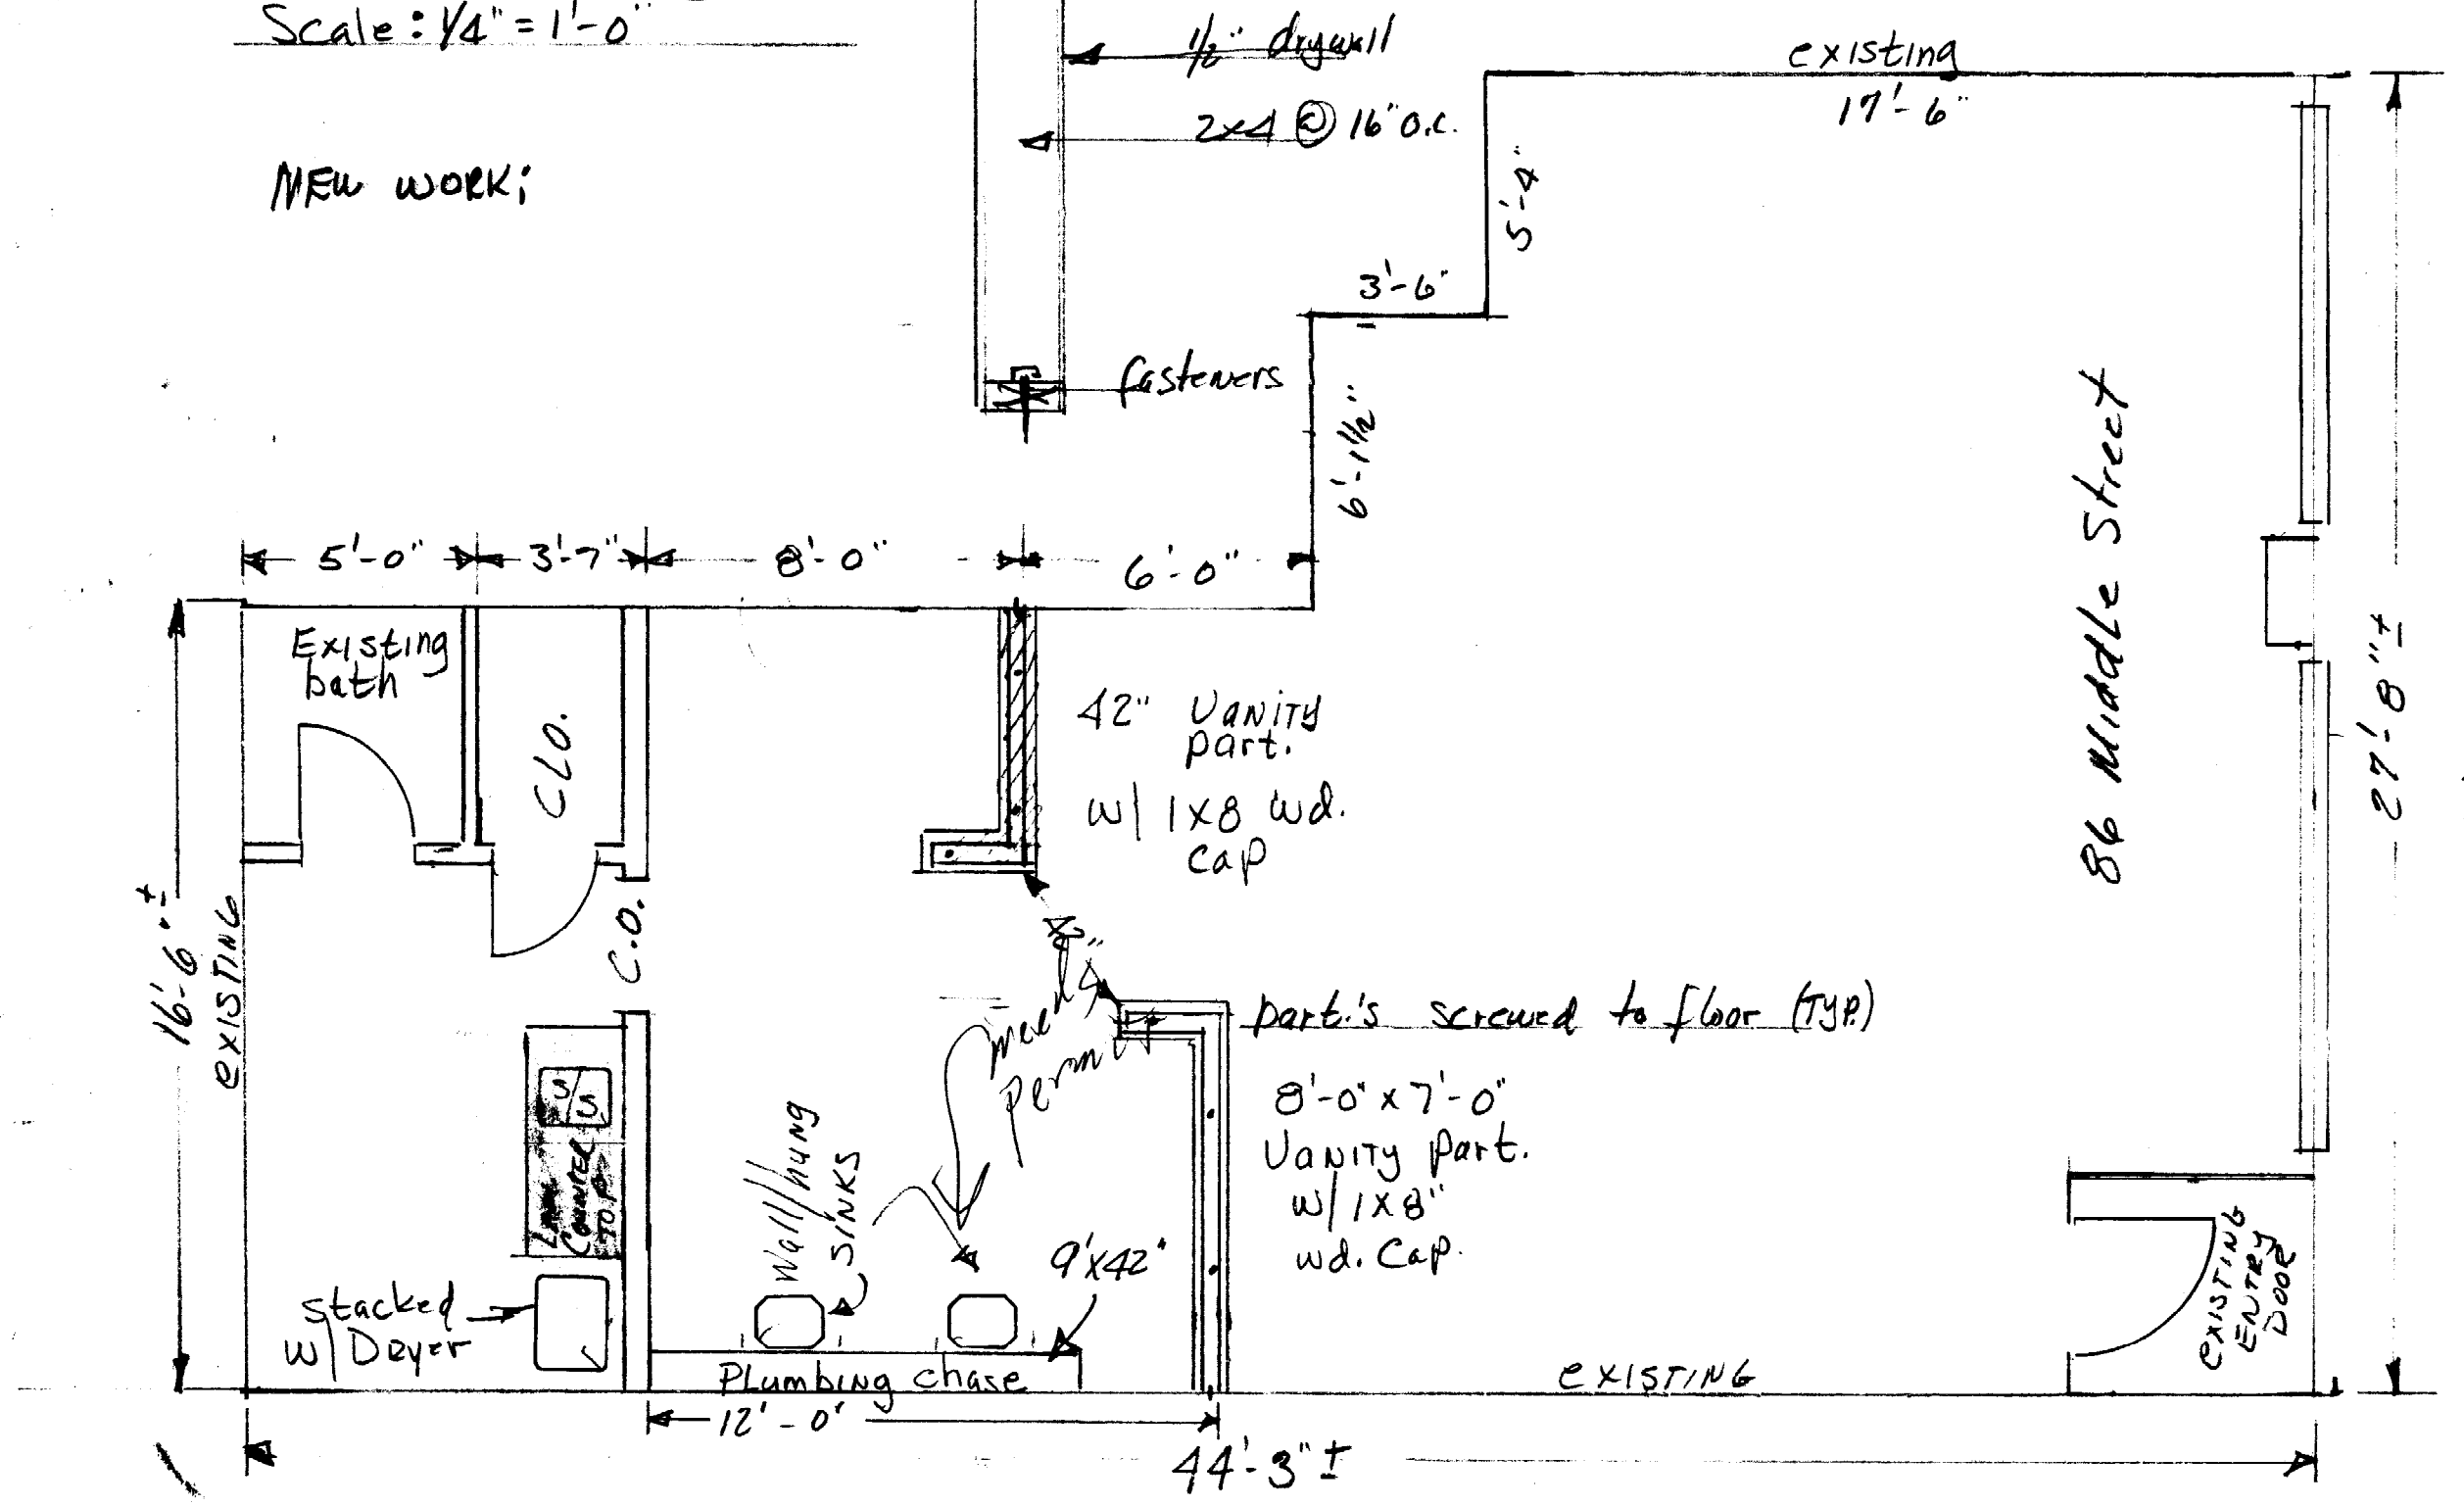 Scale: 1/4" = 1'-0"
1/2" drywall
2x4 @ 16" O.C.
existing
17'-6"
NEW WORK:
5'-4"
3'-6"
fasteners
6'-1 1/2"
5'-0"
3'-7"
8'-0"
6'-0"
86 Middle Street
27'-8" ±
Existing
bath
CLO.
42" VANITY
part.
w/ 1X8 wd.
cap
16'-6" ±
EXISTING
C.O.
needs
permit
part.'s screwed to floor (TYP.)
8'-0" x 7'-0"
VANITY part.
w/ 1X8"
wd. Cap.
S/S
COUNTER
TOP
Wall/hung
SINKS
9'X42"
stacked
w/ Dryer
PLumbing chase
EXISTING
EXISTING
ENTRY
DOOR
12'-0"
44'-3" ±